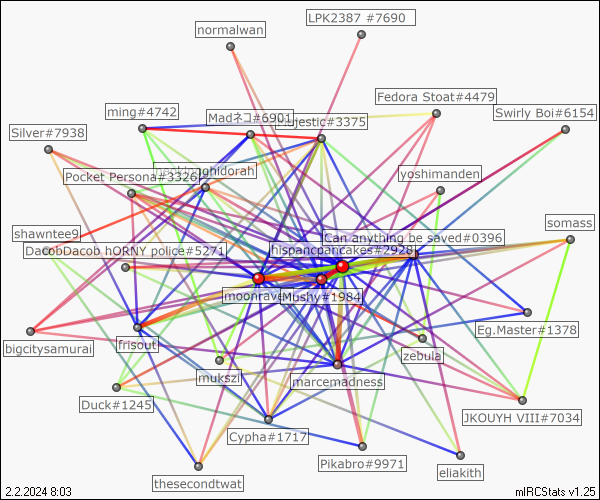 LPK2387 #7690
normalwan
Fedora Stoat#4479
ming#4742
Swirly Boi#6154
Madネコ#6901
ajestic#3375
Silver#7938
ghidorah
yoshimanden
Pocket Persona#3326
somass
shawntee9
Can anything be saved#0396
DacobDacob hORNY police#5271
hispancpancakes#2928
moonrave
Mushy#1984
Eg.Master#1378
bigcitysamurai
frisout
zebula
mukszi
marcemadness
Duck#1245
JKOUYH VIII#7034
Cypha#1717
Pikabro#9971
eliakith
thesecondtwat
2.2.2024 8:03
mIRCStats v1.25